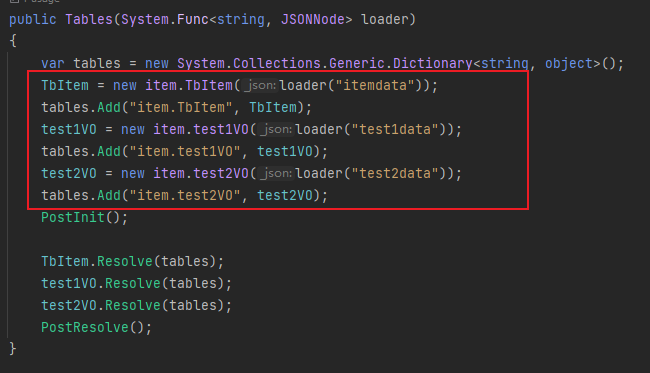 public Tables(System.Func<string, JSONNode> loader)
{
    var tables = new System.Collections.Generic.Dictionary<string, object>();
    TbItem = new item.TbItem(_json:loader("itemdata"));
    tables.Add("item.TbItem", TbItem);
    test1VO = new item.test1VO(_json:loader("test1data"));
    tables.Add("item.test1VO", test1VO);
    test2VO = new item.test2VO(_json:loader("test2data"));
    tables.Add("item.test2VO", test2VO);
    PostInit();

    TbItem.Resolve(tables);
    test1VO.Resolve(tables);
    test2VO.Resolve(tables);
    PostResolve();
}